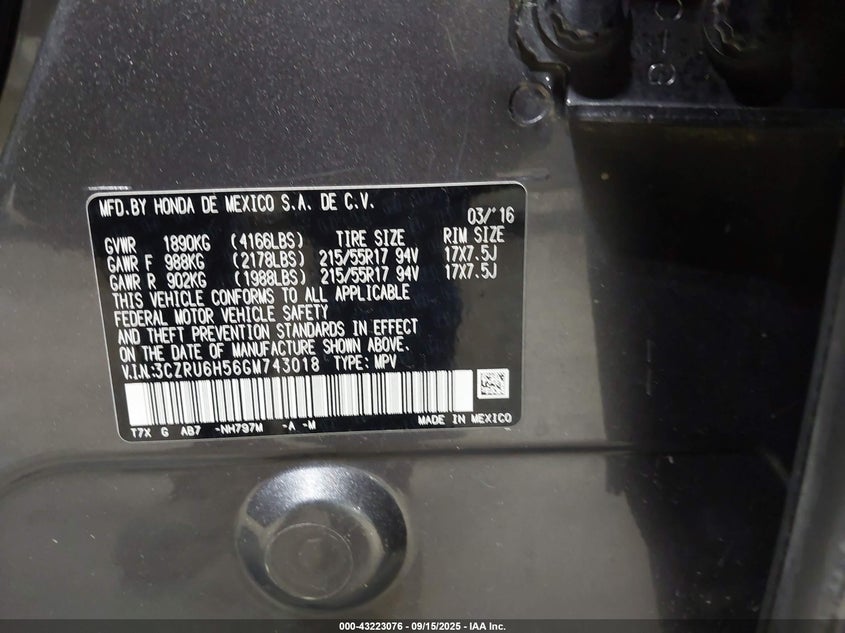 MFD.BY HONDA DE MEXICO S.A. DE C.V.
03/'16
GVWR 1890KG (4166LBS) TIRE SIZE RIM SIZE
GAWR F 988KG (2178LBS) 215/55R17 94V 17X7.5J
GAWR R 902KG (1988LBS) 215/55R17 94V 17X7.5J
THIS VEHICLE CONFORMS TO ALL APPLICABLE
FEDERAL MOTOR VEHICLE SAFETY
AND THEFT PREVENTION STANDARDS IN EFFECT
ON THE DATE OF MANUFACTURE SHOWN ABOVE.
V.I.N:3CZRU6H56GM743018 TYPE: MPV
T7X G AB7 -NH797M -A -M
MADE IN MEXICO
000-43223076 - 09/15/2025 - IAA Inc.